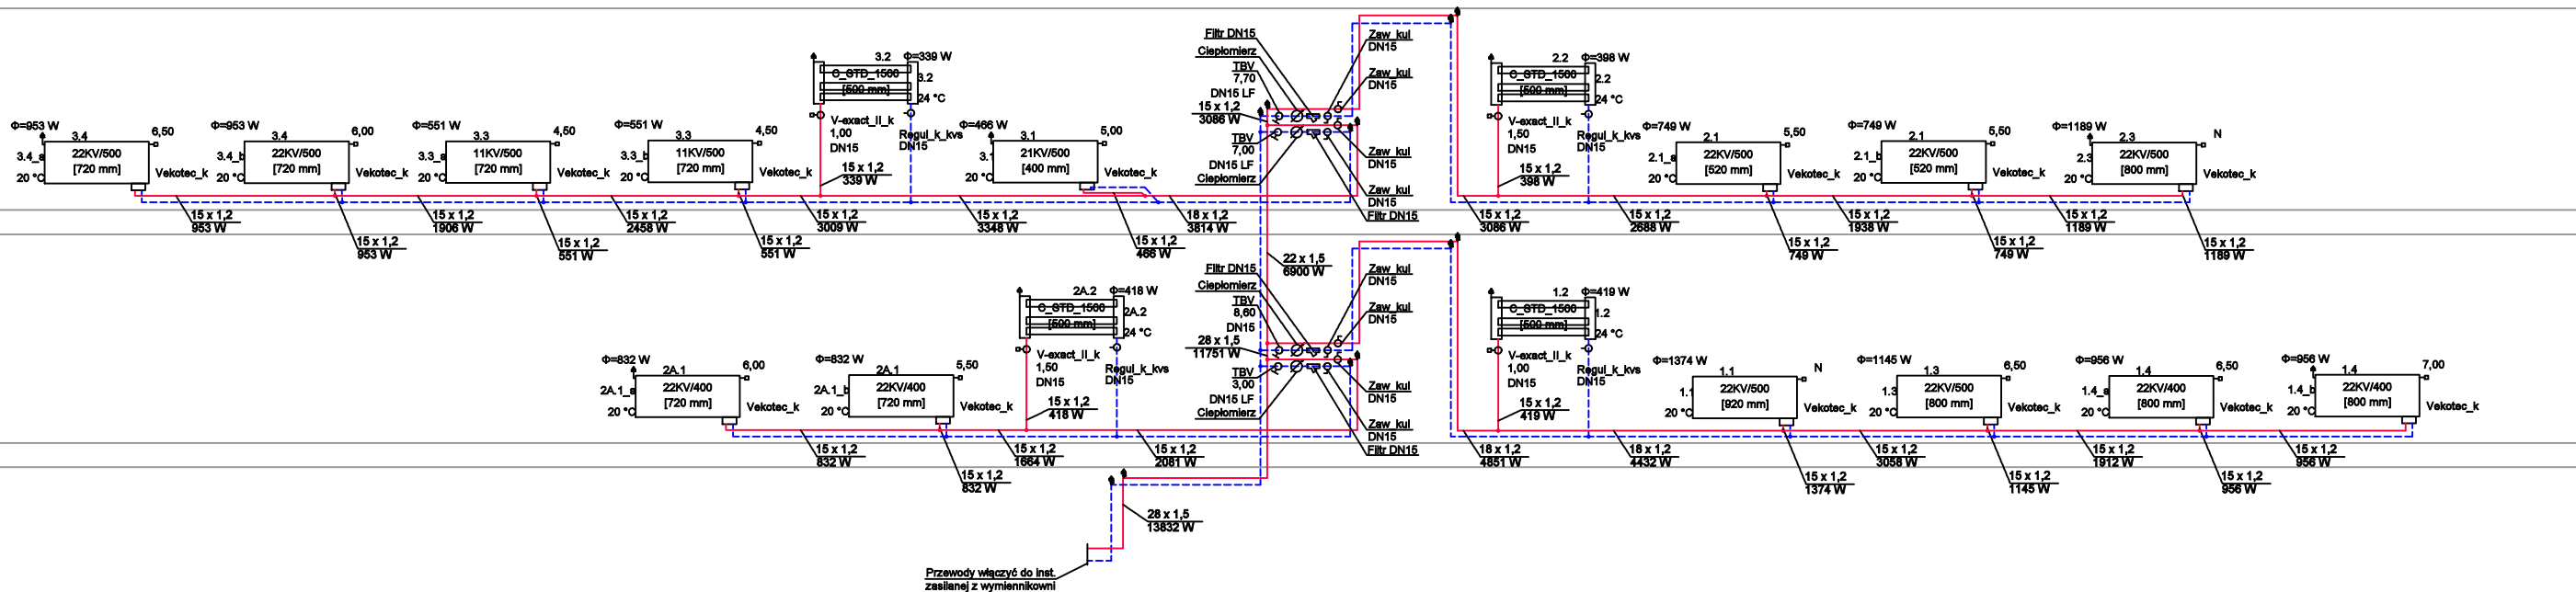 Φ=953 W
3.4
6,50
3.4_a
22KV/500
[720 mm]
20 °C
Vekotec_k
15 x 1,2
953 W
Φ=953 W
3.4
6,00
3.4_b
22KV/500
[720 mm]
20 °C
Vekotec_k
15 x 1,2
953 W
15 x 1,2
1906 W
Φ=551 W
3.3
4,50
3.3_a
11KV/500
[720 mm]
20 °C
Vekotec_k
15 x 1,2
551 W
15 x 1,2
2458 W
Φ=551 W
3.3
4,50
3.3_b
11KV/500
[720 mm]
20 °C
Vekotec_k
15 x 1,2
551 W
3.2
Φ=339 W
C_STD_1500
[500 mm]
3.2
24 °C
V-exact_II_k
1,00
DN15
Regul_k_kvs
DN15
15 x 1,2
339 W
15 x 1,2
3009 W
Φ=466 W
3.1
5,00
3.1
21KV/500
[400 mm]
20 °C
Vekotec_k
15 x 1,2
3348 W
15 x 1,2
466 W
18 x 1,2
3814 W
Filtr DN15
Ciepłomierz
TBV
7,70
DN15 LF
15 x 1,2
3086 W
TBV
7,00
DN15 LF
Ciepłomierz
Zaw_kul
DN15
Zaw_kul
DN15
Zaw_kul
DN15
Zaw_kul
DN15
Filtr DN15
2.2
Φ=398 W
C_STD_1500
[500 mm]
2.2
24 °C
V-exact_II_k
1,50
DN15
Regul_k_kvs
DN15
15 x 1,2
398 W
15 x 1,2
3086 W
15 x 1,2
2688 W
Φ=749 W
2.1
5,50
2.1_a
22KV/500
[520 mm]
20 °C
Vekotec_k
15 x 1,2
749 W
15 x 1,2
1938 W
Φ=749 W
2.1
5,50
2.1_b
22KV/500
[520 mm]
20 °C
Vekotec_k
15 x 1,2
749 W
15 x 1,2
1189 W
Φ=1189 W
2.3
N
2.3
22KV/500
[800 mm]
20 °C
Vekotec_k
15 x 1,2
1189 W
22 x 1,5
6900 W
Φ=832 W
2A.1
6,00
2A.1_a
22KV/400
[720 mm]
20 °C
Vekotec_k
15 x 1,2
832 W
Φ=832 W
2A.1
5,50
2A.1_b
22KV/400
[720 mm]
20 °C
Vekotec_k
15 x 1,2
832 W
2A.2
Φ=418 W
C_STD_1500
[500 mm]
2A.2
24 °C
V-exact_II_k
1,50
DN15
Regul_k_kvs
DN15
15 x 1,2
418 W
15 x 1,2
1664 W
15 x 1,2
2081 W
Filtr DN15
Ciepłomierz
TBV
8,60
DN15
28 x 1,5
11751 W
TBV
3,00
DN15 LF
Ciepłomierz
Zaw_kul
DN15
Zaw_kul
DN15
Zaw_kul
DN15
Zaw_kul
DN15
Filtr DN15
1.2
Φ=419 W
C_STD_1500
[500 mm]
1.2
24 °C
V-exact_II_k
1,00
DN15
Regul_k_kvs
DN15
15 x 1,2
419 W
18 x 1,2
4851 W
18 x 1,2
4432 W
Φ=1374 W
1.1
N
1.1
22KV/500
[920 mm]
20 °C
Vekotec_k
15 x 1,2
1374 W
15 x 1,2
3058 W
Φ=1145 W
1.3
6,50
1.3
22KV/500
[800 mm]
20 °C
Vekotec_k
15 x 1,2
1145 W
15 x 1,2
1912 W
Φ=956 W
1.4
6,50
1.4_a
22KV/400
[800 mm]
20 °C
Vekotec_k
15 x 1,2
956 W
15 x 1,2
956 W
Φ=956 W
1.4
7,00
1.4_b
22KV/400
[800 mm]
20 °C
Vekotec_k
28 x 1,5
13832 W
Przewody włączyć do inst.
zasilanej z wymiennikowni